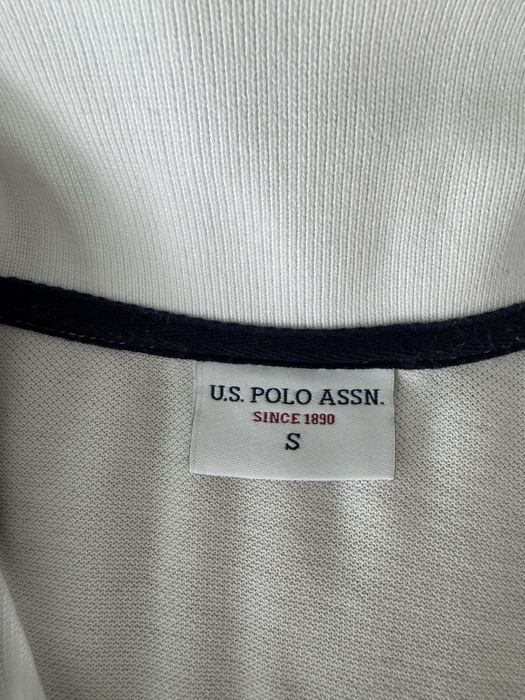 U.S. POLO ASSN.
SINCE 1890
S